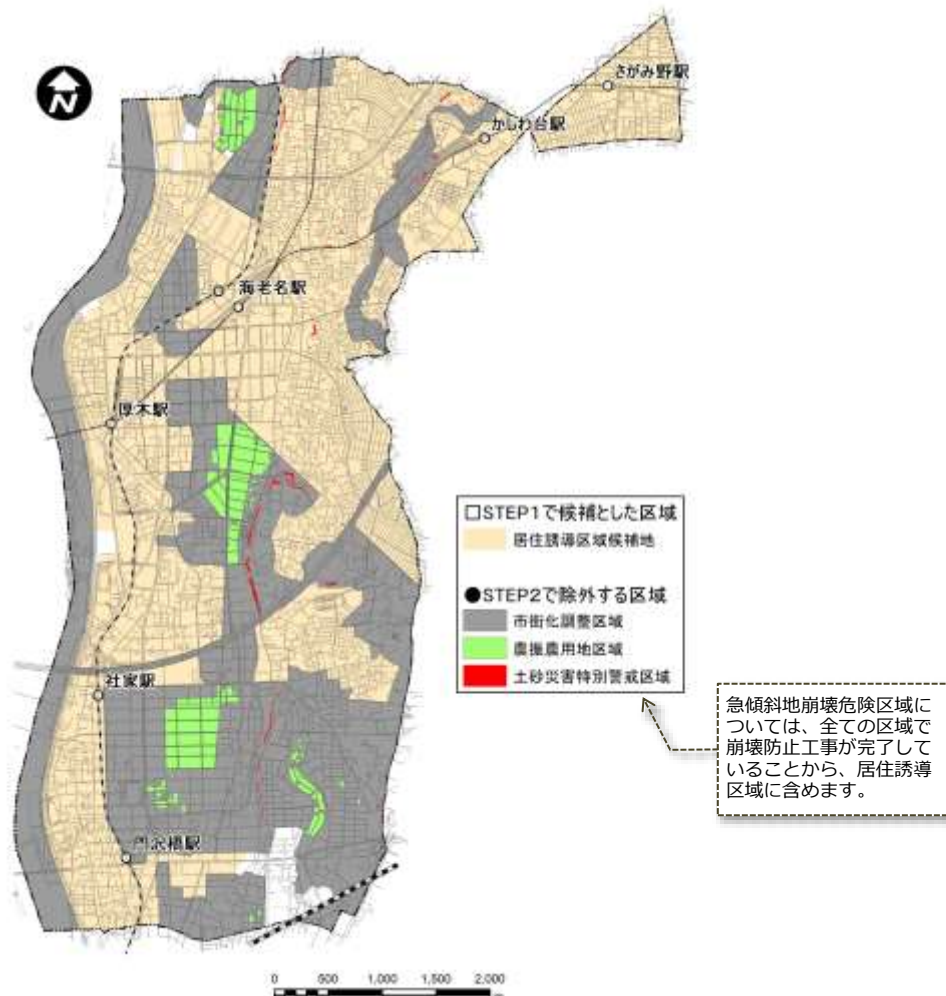 N
さがみ野駅
かしわ台駅
海老名駅
厚木駅
□STEP1で候補とした区域
居住誘導区域候補地
●STEP2で除外する区域
市街化調整区域
農振農用地区域
土砂災害特別警戒区域
社家駅
急傾斜地崩壊危険区域に
ついては、全ての区域で
崩壊防止工事が完了して
いることから、居住誘導
区域に含めます。
門沢橋駅
0 500 1,000 1,500 2,000